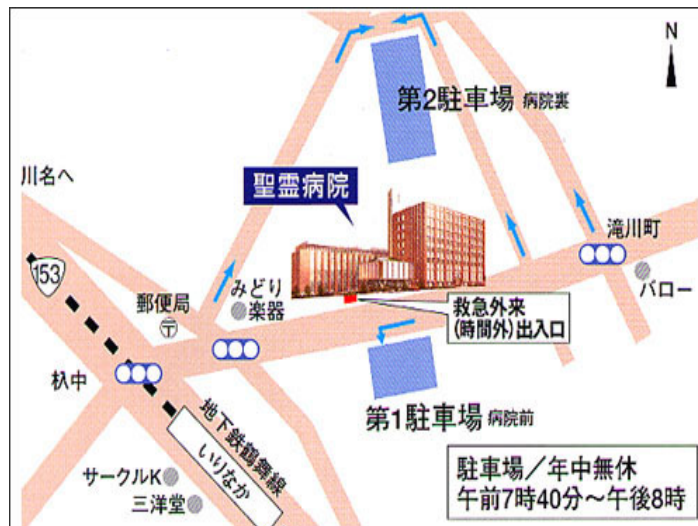 N
第2駐車場 病院裏
川名へ
聖霊病院
滝川町
153
みどり
楽器
バロー
郵便局
〒
救急外来
(時間外)出入口
杁中
第1駐車場 病院前
地下鉄鶴舞線
いりなか
サークルK
三洋堂
駐車場／年中無休
午前7時40分～午後8時